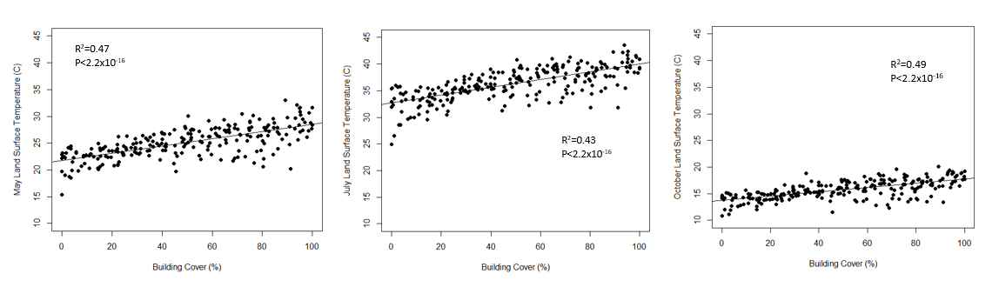 R²=0.47
P<2.2x10⁻¹⁶
May Land Surface Temperature (C)
45
40
35
30
25
20
15
10
0 20 40 60 80 100
Building Cover (%)
R²=0.43
P<2.2x10⁻¹⁶
July Land Surface Temperature (C)
45
40
35
30
25
20
15
10
0 20 40 60 80 100
Building Cover (%)
R²=0.49
P<2.2x10⁻¹⁶
October Land Surface Temperature (C)
45
40
35
30
25
20
15
10
0 20 40 60 80 100
Building Cover (%)